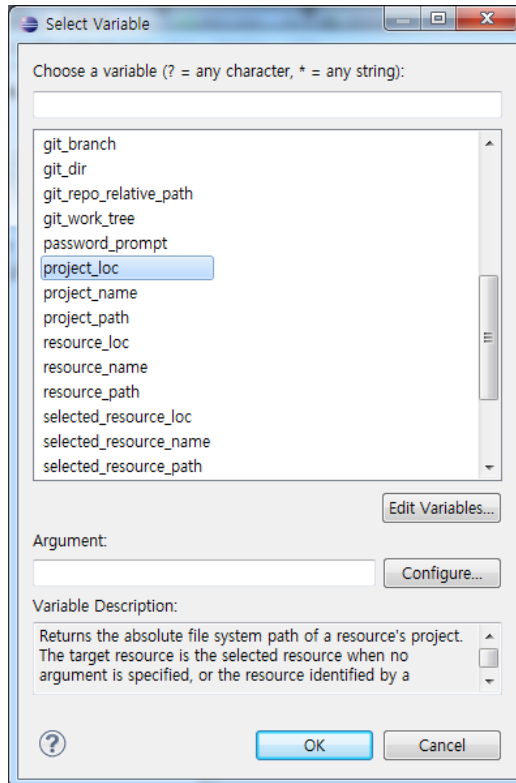 Select Variable
Choose a variable (? = any character, * = any string):
git_branch
git_dir
git_repo_relative_path
git_work_tree
password_prompt
project_loc
project_name
project_path
resource_loc
resource_name
resource_path
selected_resource_loc
selected_resource_name
selected_resource_path
Edit Variables...
Argument:
Configure...
Variable Description:
Returns the absolute file system path of a resource's project.
The target resource is the selected resource when no
argument is specified, or the resource identified by a
?
OK
Cancel